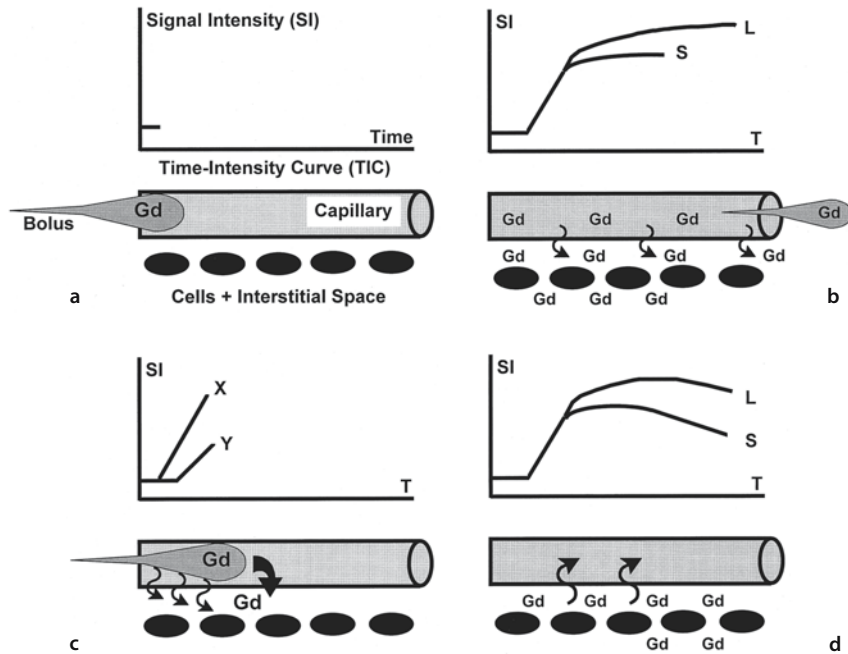 Signal Intensity (SI)
Time
Time-Intensity Curve (TIC)
Gd
Bolus
Capillary
Cells + Interstitial Space
a
SI
L
S
T
Gd Gd Gd Gd
Gd Gd Gd Gd
Gd Gd Gd
b
SI
X
Y
T
Gd
Gd
c
SI
L
S
T
Gd Gd Gd Gd
Gd Gd
d